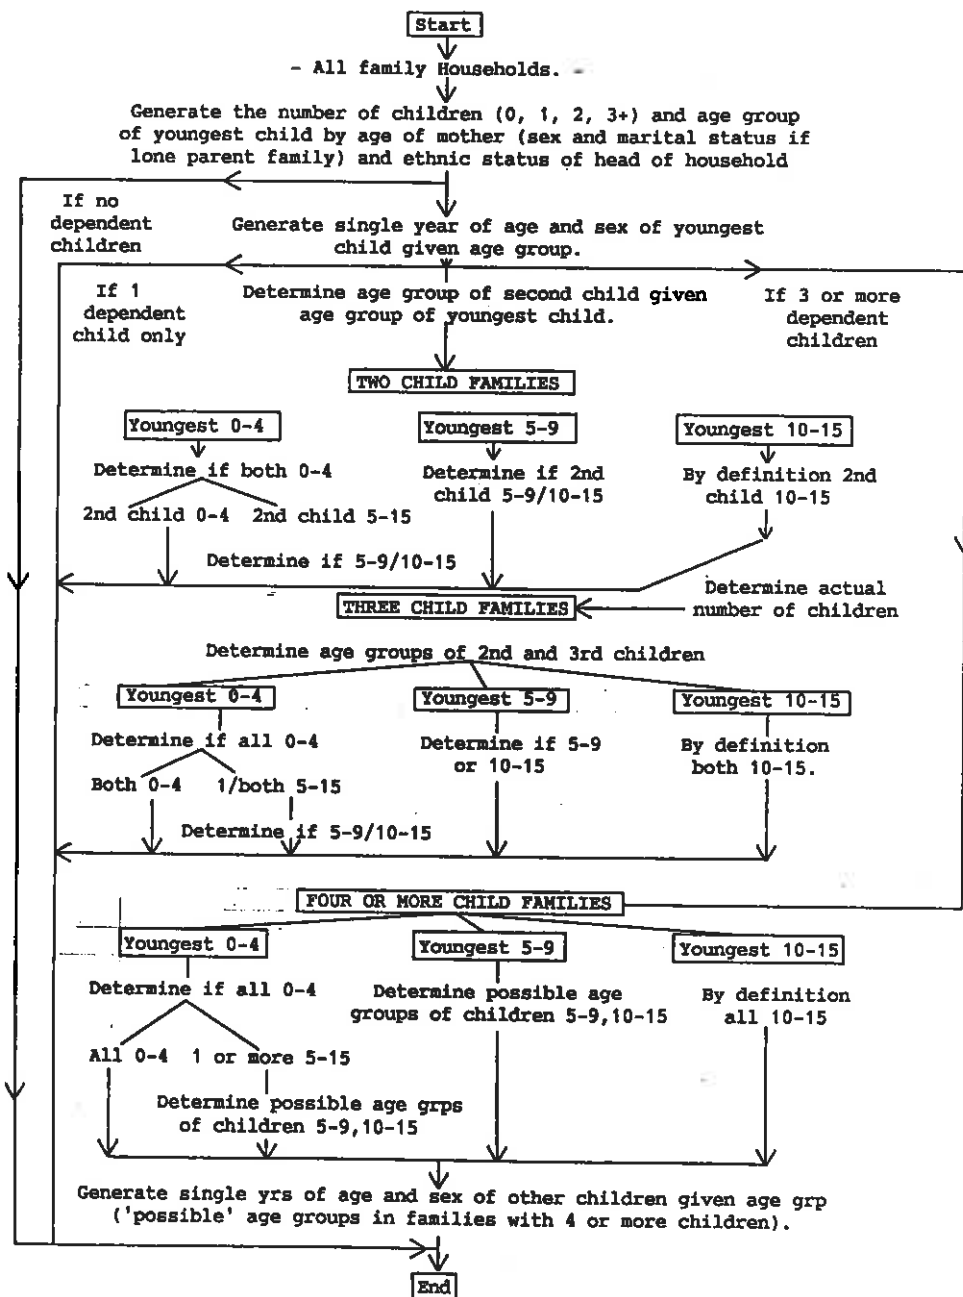 Start
- All family Households. -
Generate the number of children (0, 1, 2, 3+) and age group
of youngest child by age of mother (sex and marital status if
lone parent family) and ethnic status of head of household
If no
dependent
children
Generate single year of age and sex of youngest
child given age group.
If 1
dependent
child only
Determine age group of second child given
age group of youngest child.
If 3 or more
dependent
children
TWO CHILD FAMILIES
Youngest 0-4
Youngest 5-9
Youngest 10-15
Determine if both 0-4
Determine if 2nd
child 5-9/10-15
By definition 2nd
child 10-15
2nd child 0-4 2nd child 5-15
Determine if 5-9/10-15
Determine actual
number of children
THREE CHILD FAMILIES
Determine age groups of 2nd and 3rd children
Youngest 0-4
Youngest 5-9
Youngest 10-15
Determine if all 0-4
Determine if 5-9
or 10-15
By definition
both 10-15.
Both 0-4 1/both 5-15
Determine if 5-9/10-15
FOUR OR MORE CHILD FAMILIES
Youngest 0-4
Youngest 5-9
Youngest 10-15
Determine if all 0-4
Determine possible age
groups of children 5-9,10-15
By definition
all 10-15
All 0-4 1 or more 5-15
Determine possible age grps
of children 5-9,10-15
Generate single yrs of age and sex of other children given age grp
('possible' age groups in families with 4 or more children).
End